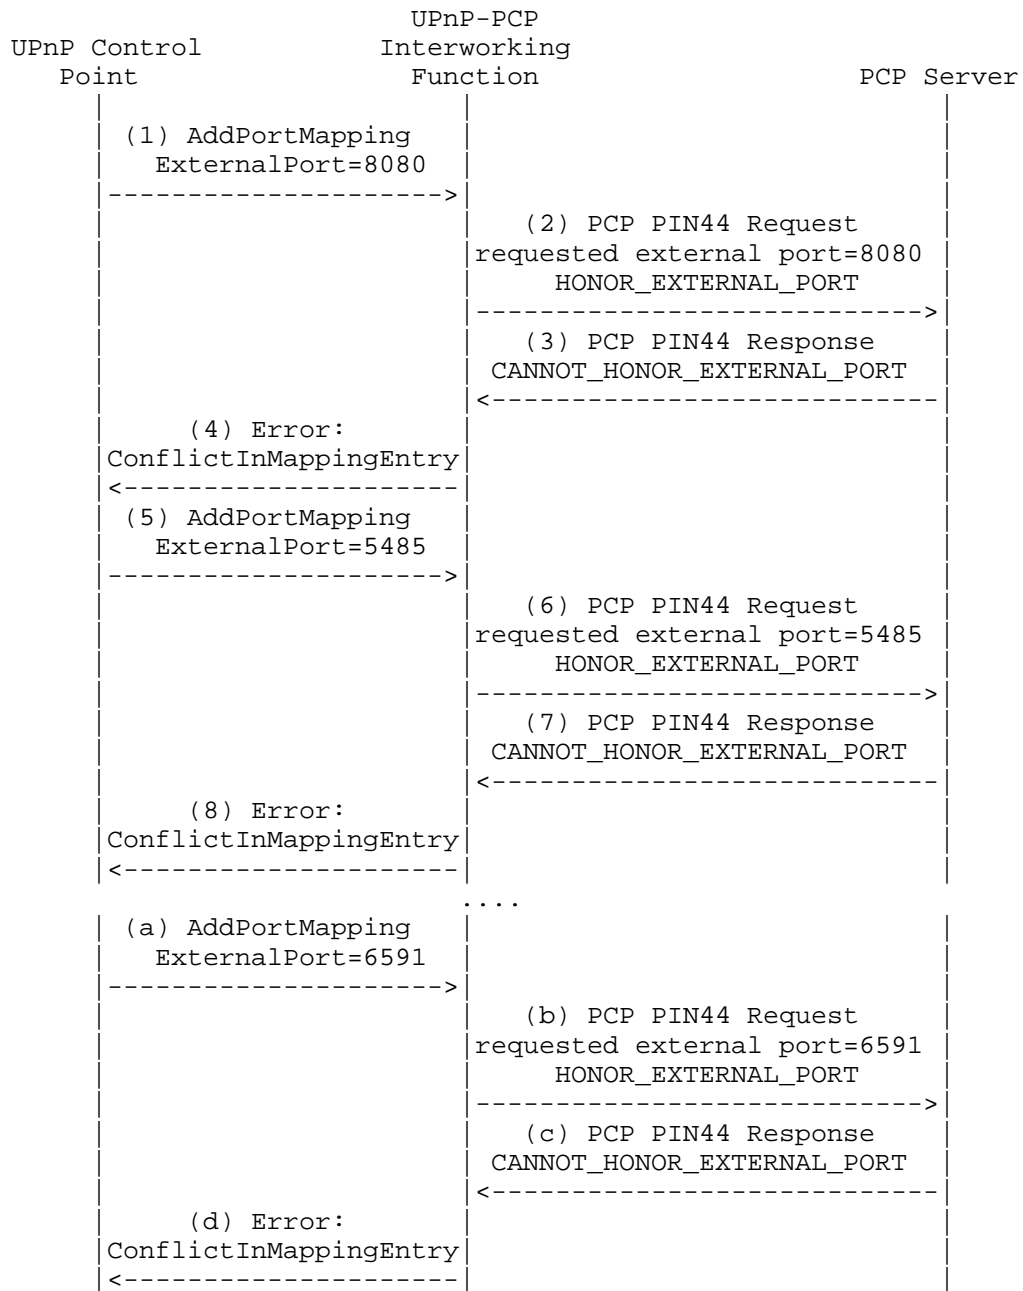 UPnP-PCP
UPnP Control           Interworking
   Point                 Function                    PCP Server
     |                      |                             |
     | (1) AddPortMapping   |                             |
     |   ExternalPort=8080  |                             |
     |--------------------->|                             |
     |                      |   (2) PCP PIN44 Request     |
     |                      |requested external port=8080 |
     |                      |     HONOR_EXTERNAL_PORT     |
     |                      |---------------------------->|
     |                      |   (3) PCP PIN44 Response    |
     |                      | CANNOT_HONOR_EXTERNAL_PORT  |
     |                      |<----------------------------|
     |     (4) Error:       |                             |
     |ConflictInMappingEntry|                             |
     |<---------------------|                             |
     | (5) AddPortMapping   |                             |
     |   ExternalPort=5485  |                             |
     |--------------------->|                             |
     |                      |   (6) PCP PIN44 Request     |
     |                      |requested external port=5485 |
     |                      |     HONOR_EXTERNAL_PORT     |
     |                      |---------------------------->|
     |                      |   (7) PCP PIN44 Response    |
     |                      | CANNOT_HONOR_EXTERNAL_PORT  |
     |                      |<----------------------------|
     |     (8) Error:       |                             |
     |ConflictInMappingEntry|                             |
     |<---------------------|                             |
                            ....
     | (a) AddPortMapping   |                             |
     |   ExternalPort=6591  |                             |
     |--------------------->|                             |
     |                      |   (b) PCP PIN44 Request     |
     |                      |requested external port=6591 |
     |                      |     HONOR_EXTERNAL_PORT     |
     |                      |---------------------------->|
     |                      |   (c) PCP PIN44 Response    |
     |                      | CANNOT_HONOR_EXTERNAL_PORT  |
     |                      |<----------------------------|
     |     (d) Error:       |                             |
     |ConflictInMappingEntry|                             |
     |<---------------------|                             |